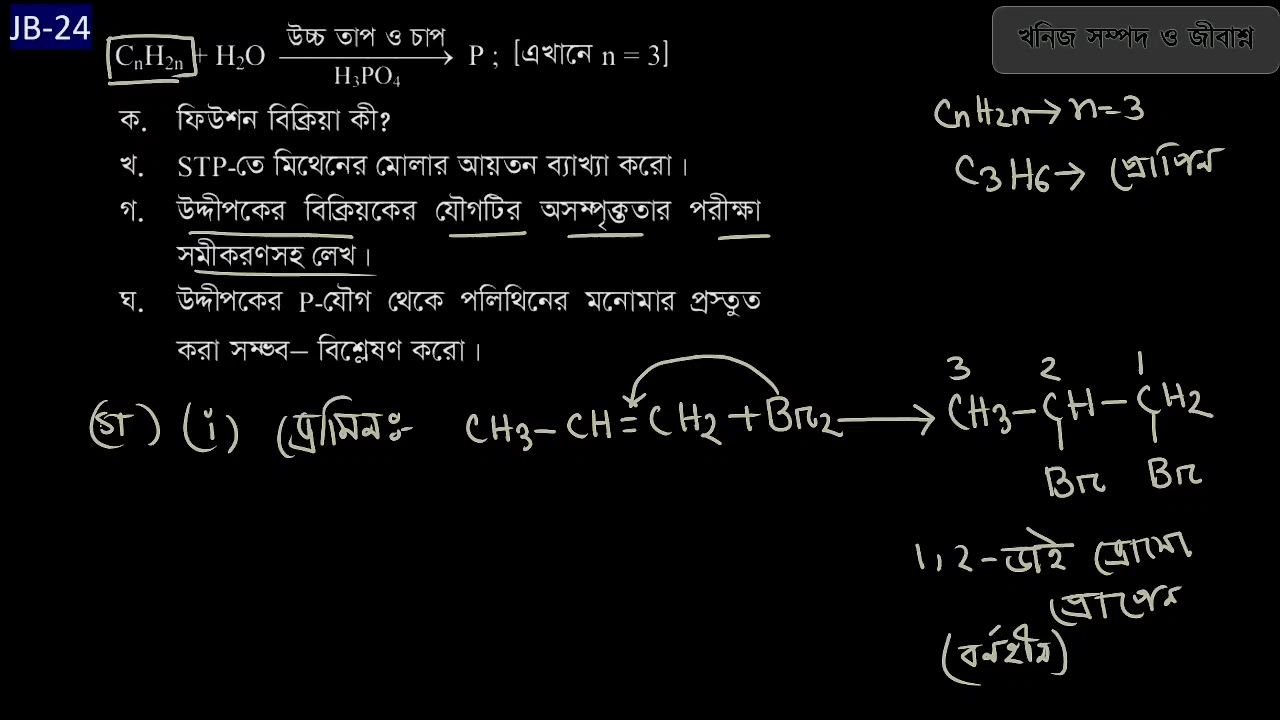 JB-24
খনিজ সম্পদ ও জীবাশ্ম
CnH2n + H2O উচ্চ তাপ ও চাপ → H3PO4 P ; [এখানে n = 3]
ক. ফিউশন বিক্রিয়া কী?
খ. STP-তে মিথেনের মোলার আয়তন ব্যাখ্যা করো।
গ. উদ্দীপকের বিক্রিয়কের যৌগটির অসম্পৃক্ততার পরীক্ষা
সমীকরণসহ লেখ।
ঘ. উদ্দীপকের P-যৌগ থেকে পলিথিনের মনোমার প্রস্তুত
করা সম্ভব– বিশ্লেষণ করো।
CnH2n → n=3
C3H6 → প্রোপিন
3 2 1
(গ) (i) ব্রোমিনঃ- CH3-CH=CH2+Br2 → CH3-CH-CH2
Br Br
1,2-ডাই ব্রোমো
প্রোপেন
(বর্ণহীন)